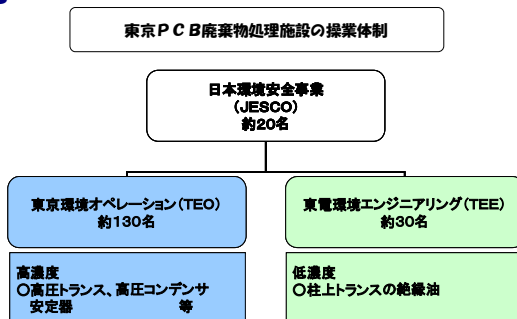 東京PCB廃棄物処理施設の操業体制
日本環境安全事業
(JESCO)
約20名
東京環境オペレーション(TEO)
約130名
東電環境エンジニアリング(TEE)
約30名
高濃度
○高圧トランス、高圧コンデンサ
安定器 等
低濃度
○柱上トランスの絶縁油